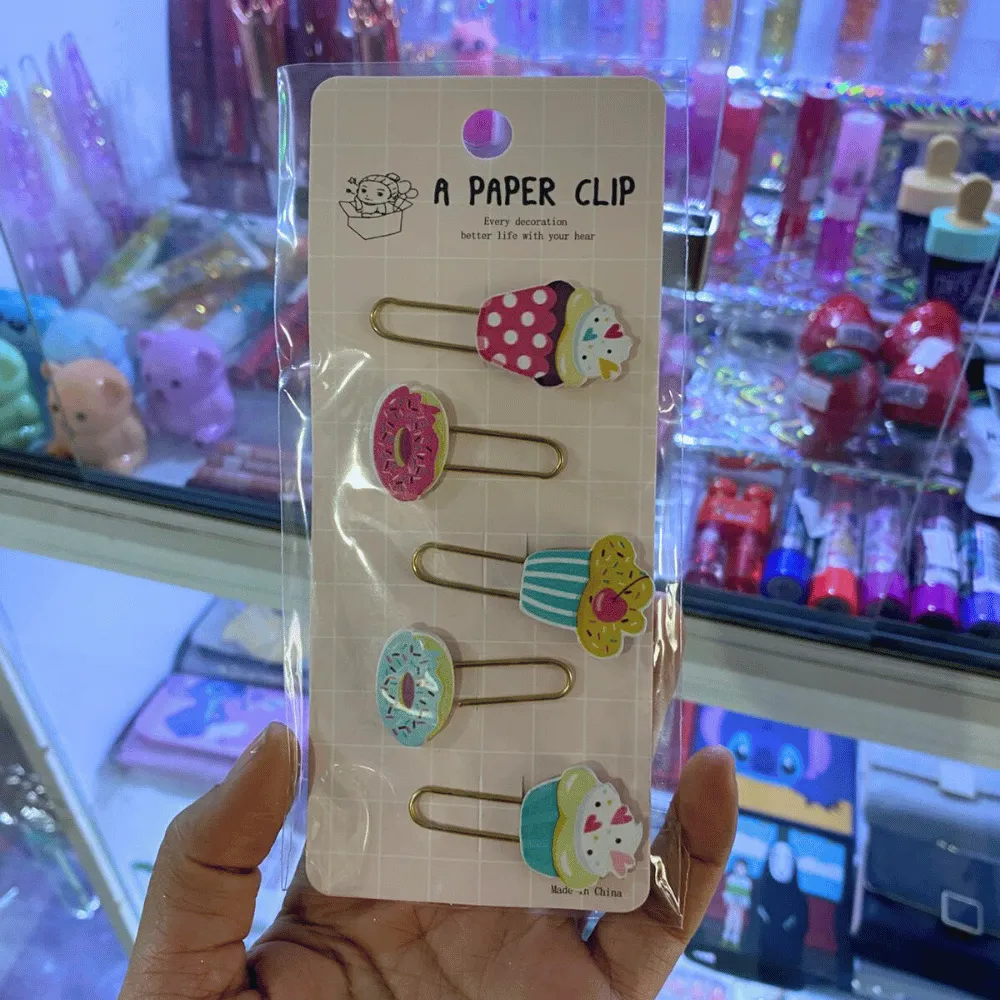 A PAPER CLIP
Every decoration
better life with your hear
Made in China